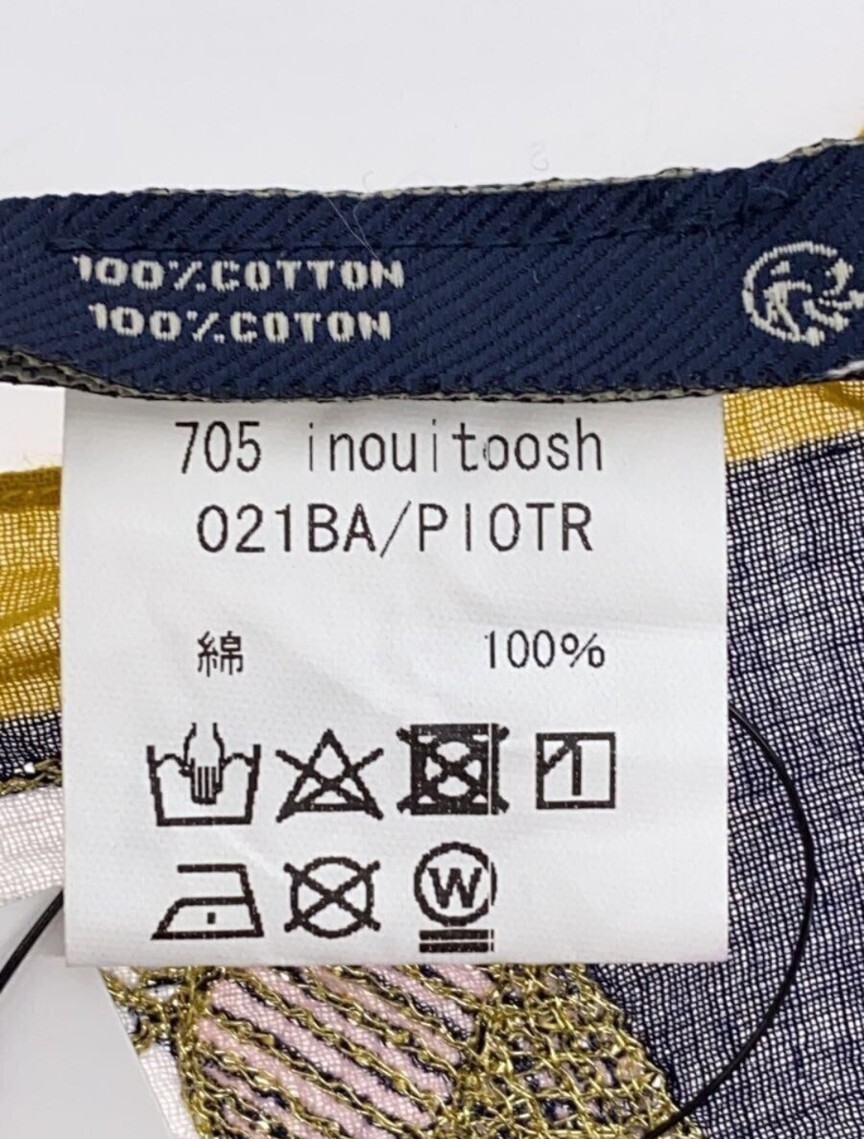 100%COTTON
100%COTON
705 inouitoosh
021BA/PIOTR
綿 100%
W